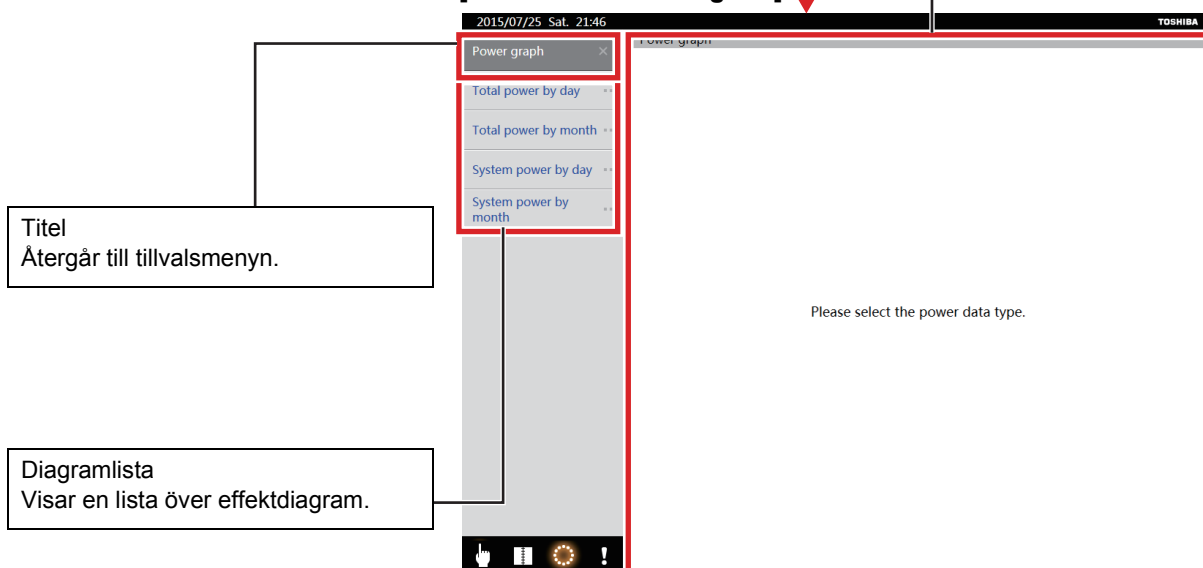 2015/07/25 Sat. 21:46
TOSHIBA
Power graph
Power graph
Total power by day
Total power by month
System power by day
System power by
month
Titel
Återgår till tillvalsmenyn.
Please select the power data type.
Diagramlista
Visar en lista över effektdiagram.